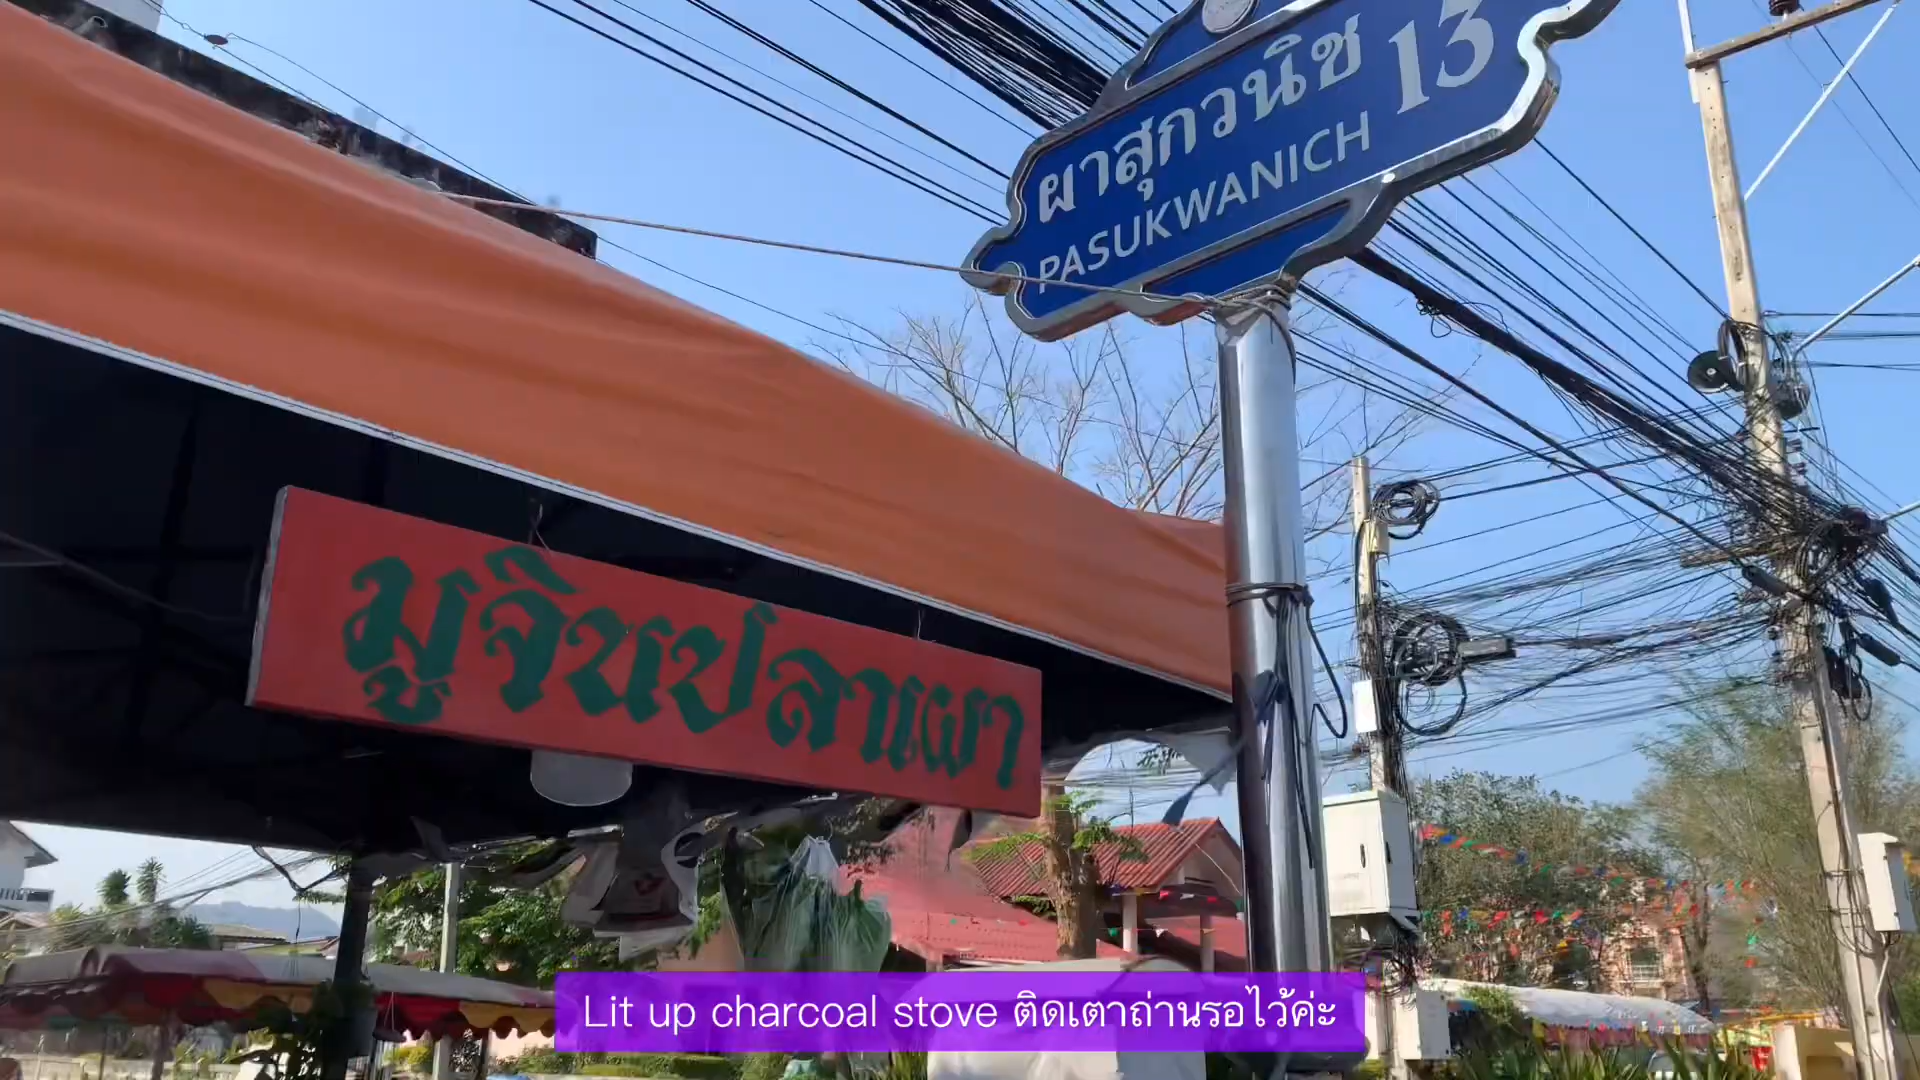 ผาสุกวนิช 13
PASUKWANICH
มูจินปลาเผา
Lit up charcoal stove ติดเตาถ่านรอไว้ค่ะ